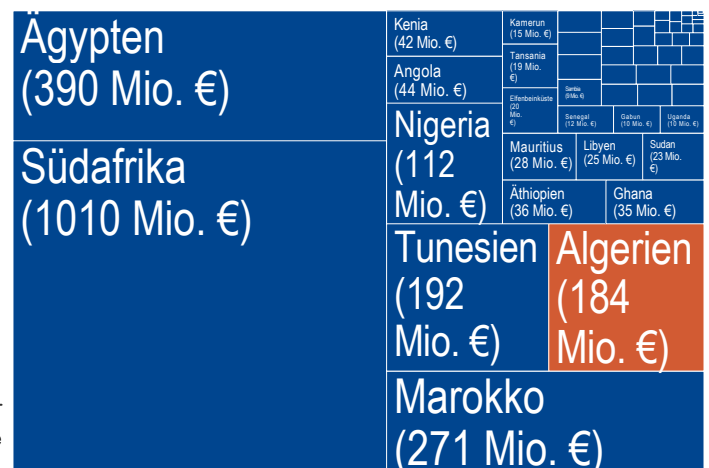 Ägypten
(390 Mio. €)
Südafrika
(1010 Mio. €)
Kenia
(42 Mio. €)
Angola
(44 Mio. €)
Nigeria
(112
Mio. €)
Kamerun
(15 Mio. €)
Tansania
(19 Mio.
€)
Elfenbeinküste
(20
Mio.
€)
Sambia
(9 Mio. €)
Senegal
(12 Mio. €)
Gabun
(10 Mio. €)
Uganda
(10 Mio. €)
Mauritius
(28 Mio. €)
Libyen
(25 Mio. €)
Sudan
(23 Mio.
€)
Äthiopien
(36 Mio. €)
Ghana
(35 Mio. €)
Tunesien
(192
Mio. €)
Algerien
(184
Mio. €)
Marokko
(271 Mio. €)